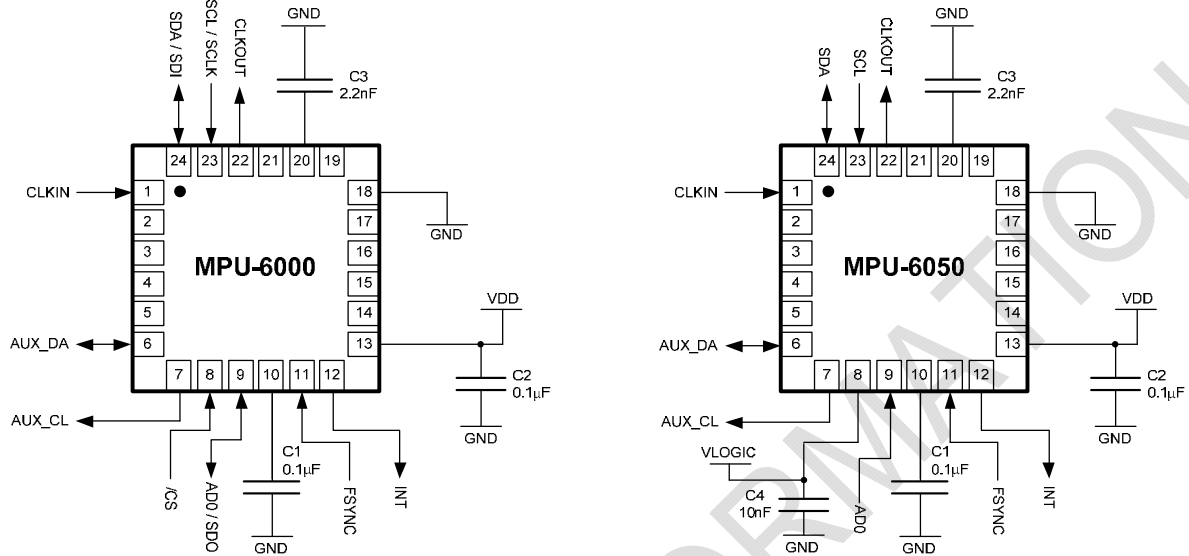 GND
SDA / SDI
SCL / SCLK
CLKOUT
C3
2.2nF
24 23 22 21 20 19
CLKIN
1
2
3
4
5
6
18
17
16
15
14
13
GND
MPU-6000
VDD
AUX_DA
7 8 9 10 11 12
C2
0.1µF
GND
AUX_CL
/CS
AD0 / SDO
C1
0.1µF
GND
FSYNC
INT
GND
SDA
SCL
CLKOUT
C3
2.2nF
24 23 22 21 20 19
CLKIN
1
2
3
4
5
6
18
17
16
15
14
13
GND
MPU-6050
VDD
AUX_DA
7 8 9 10 11 12
C2
0.1µF
GND
AUX_CL
VLOGIC
C4
10nF
GND
AD0
C1
0.1µF
GND
FSYNC
INT
ORMATION